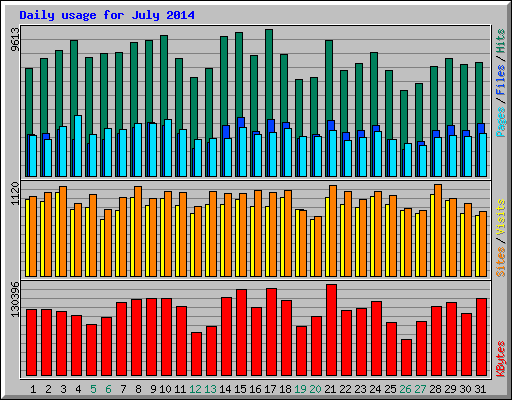 Daily usage for July 2014
9613
Pages / Files / Hits
1120
Sites / Visits
130396
KBytes
1 2 3 4 5 6 7 8 9 10 11 12 13 14 15 16 17 18 19 20 21 22 23 24 25 26 27 28 29 30 31